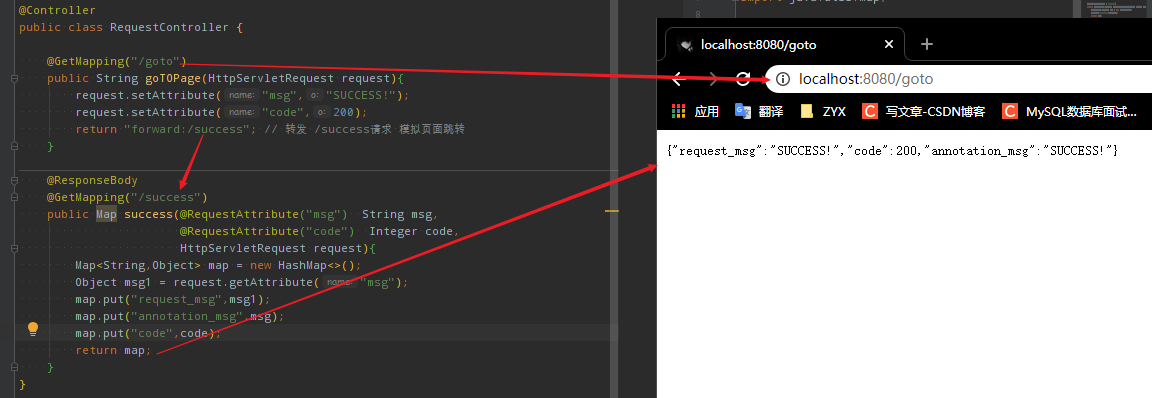 @Controller
public class RequestController {
@GetMapping("/goto")
public String goTOPage(HttpServletRequest request){
request.setAttribute( name: "msg", o: "SUCCESS!");
request.setAttribute( name: "code", o: 200);
return "forward:/success"; // 转发 /success请求 模拟页面跳转
}
@ResponseBody
@GetMapping("/success")
public Map success(@RequestAttribute("msg") String msg,
@RequestAttribute("code") Integer code,
HttpServletRequest request){
Map<String,Object> map = new HashMap<>();
Object msg1 = request.getAttribute( name: "msg");
map.put("request_msg",msg1);
map.put("annotation_msg",msg);
map.put("code",code);
return map;
}
}
8
localhost:8080/goto
localhost:8080/goto
应用 翻译 ZYX 写文章-CSDN博客 MySQL数据库面试...
{"request_msg":"SUCCESS!","code":200,"annotation_msg":"SUCCESS!"}